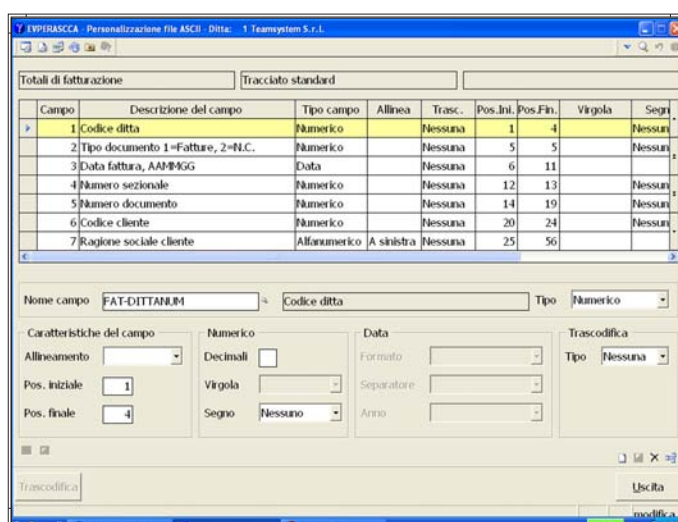 EVPERASCCA - Personalizzazione file ASCII - Ditta: 1 Teamsystem S.r.l.
Totali di fatturazione Tracciato standard
Campo Descrizione del campo Tipo campo Allinea Trasc. Pos.Ini. Pos.Fin. Virgola Segn
1 Codice ditta Numerico Nessuna 1 4 Nessun
2 Tipo documento 1=Fatture, 2=N.C. Numerico Nessuna 5 5 Nessun
3 Data fattura, AAMMGG Data Nessuna 6 11
4 Numero sezionale Numerico Nessuna 12 13 Nessun
5 Numero documento Numerico Nessuna 14 19 Nessun
6 Codice cliente Numerico Nessuna 20 24 Nessun
7 Ragione sociale cliente Alfanumerico A sinistra Nessuna 25 56
Nome campo FAT-DITTANUM Codice ditta Tipo Numerico
Caratteristiche del campo Numerico Data Trascodifica
Allineamento Decimali Formato Tipo Nessuna
Pos. iniziale 1 Virgola Separatore
Pos. finale 4 Segno Nessuno Anno
Trascodifica Uscita
modifica